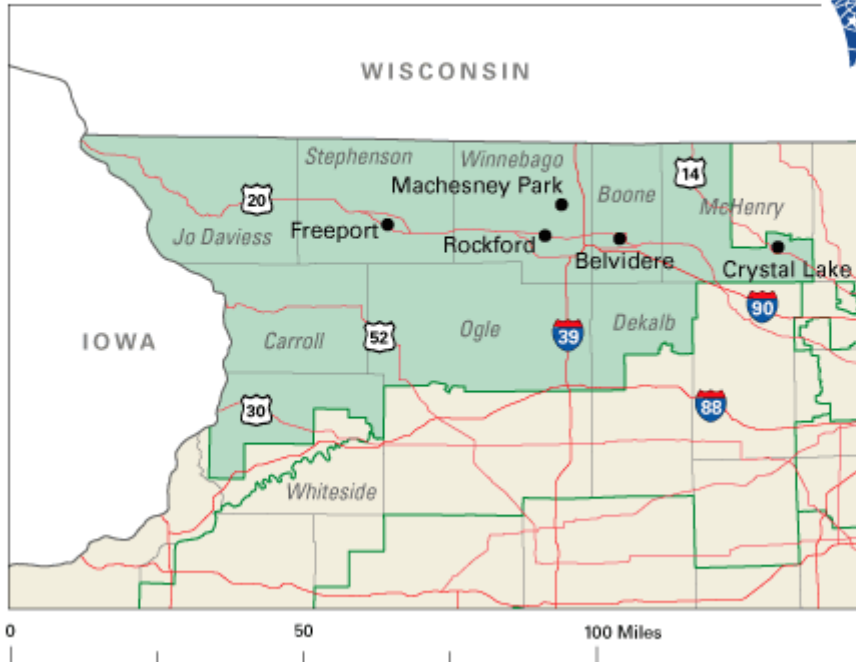 WISCONSIN
Stephenson
Winnebago
14
Machesney Park
Boone
20
McHenry
Freeport
Jo Daviess
Rockford
Belvidere
Crystal Lake
90
IOWA
Carroll
52
Ogle
39
Dekalb
30
88
Whiteside
0
50
100 Miles